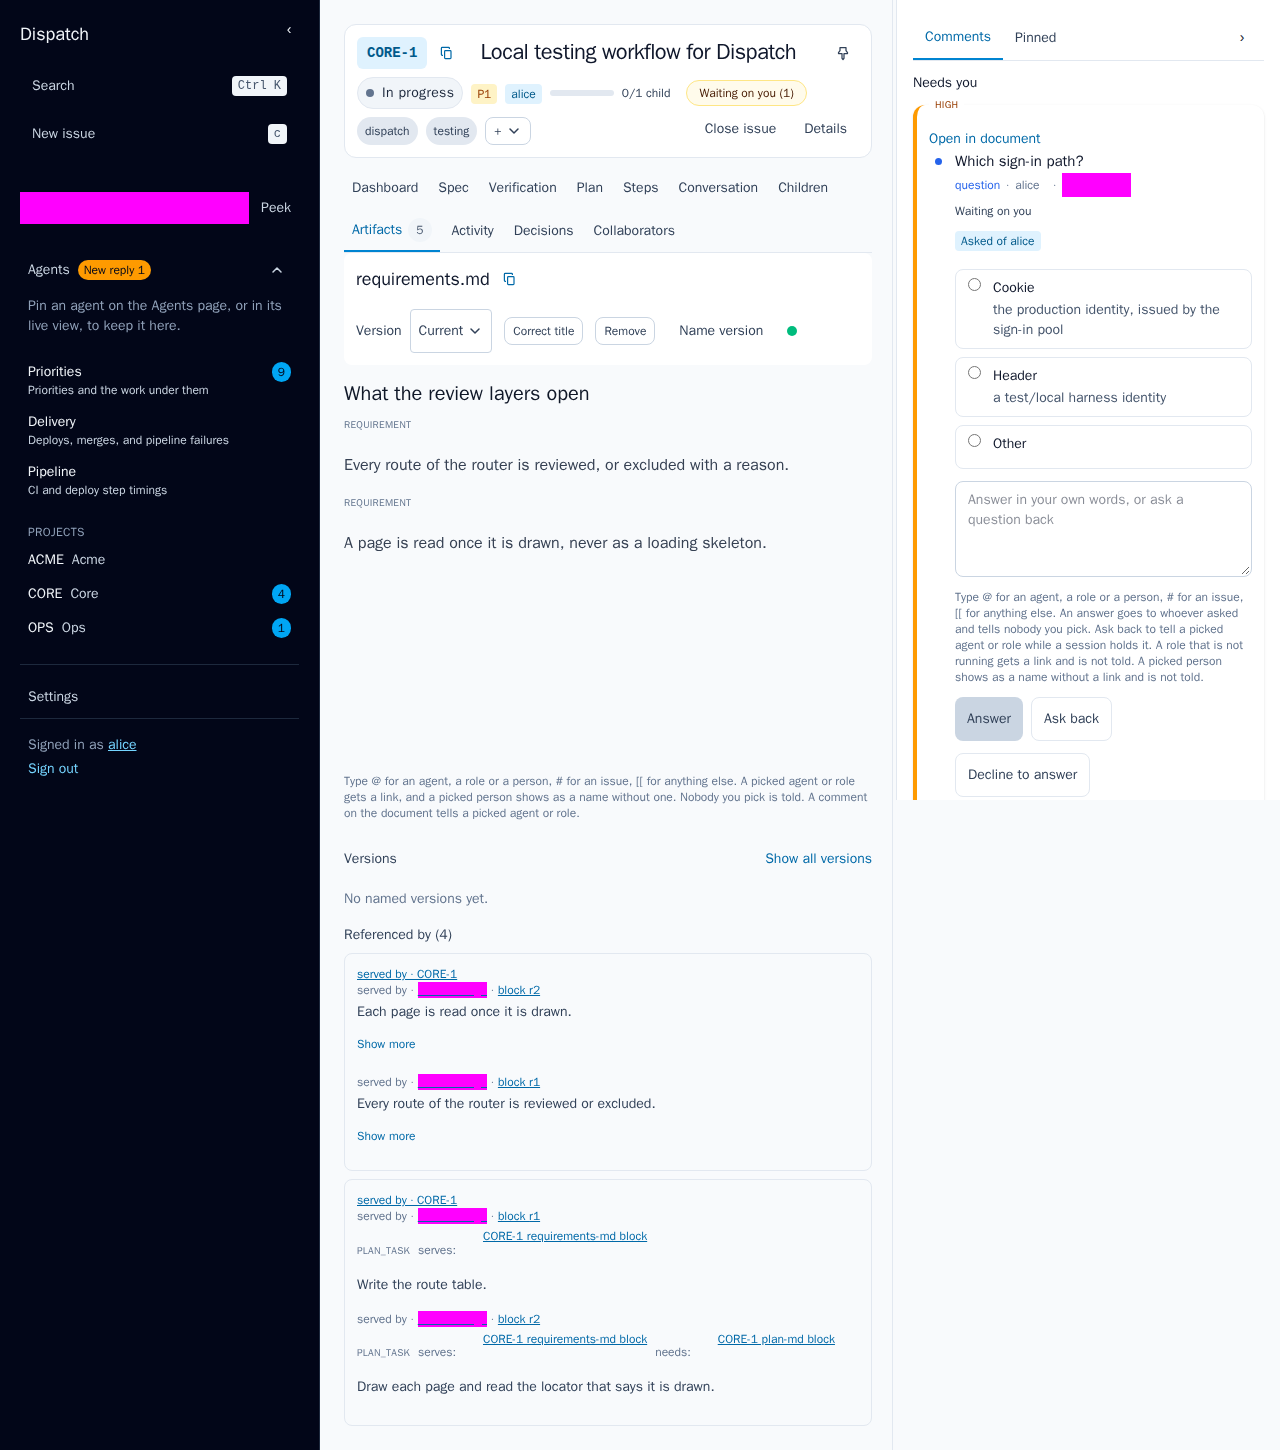 Dispatch
‹
Search
Ctrl K
New issue
C
Peek
Agents
New reply 1
Pin an agent on the Agents page, or in its
live view, to keep it here.
Priorities
9
Priorities and the work under them
Delivery
Deploys, merges, and pipeline failures
Pipeline
CI and deploy step timings
PROJECTS
ACME Acme
CORE Core
4
OPS Ops
1
Settings
Signed in as alice
Sign out
CORE-1
Local testing workflow for Dispatch
In progress
P1
alice
0/1 child
Waiting on you (1)
dispatch
testing
+
Close issue
Details
Dashboard
Spec
Verification
Plan
Steps
Conversation
Children
Artifacts 5
Activity
Decisions
Collaborators
requirements.md
Version
Current
Correct title
Remove
Name version
What the review layers open
REQUIREMENT
Every route of the router is reviewed, or excluded with a reason.
REQUIREMENT
A page is read once it is drawn, never as a loading skeleton.
Type @ for an agent, a role or a person, # for an issue, [[ for anything else. A picked agent or role
gets a link, and a picked person shows as a name without one. Nobody you pick is told. A comment
on the document tells a picked agent or role.
Versions
Show all versions
No named versions yet.
Referenced by (4)
served by · CORE-1
served by · · block r2
Each page is read once it is drawn.
Show more
served by · · block r1
Every route of the router is reviewed or excluded.
Show more
served by · CORE-1
served by · · block r1
CORE-1 requirements-md block
PLAN_TASK serves:
Write the route table.
served by · · block r2
CORE-1 requirements-md block
CORE-1 plan-md block
PLAN_TASK serves:
needs:
Draw each page and read the locator that says it is drawn.
Comments
Pinned
›
Needs you
HIGH
Open in document
Which sign-in path?
question · alice ·
Waiting on you
Asked of alice
Cookie
the production identity, issued by the
sign-in pool
Header
a test/local harness identity
Other
Answer in your own words, or ask a
question back
Type @ for an agent, a role or a person, # for an issue,
[[ for anything else. An answer goes to whoever asked
and tells nobody you pick. Ask back to tell a picked
agent or role while a session holds it. A role that is not
running gets a link and is not told. A picked person
shows as a name without a link and is not told.
Answer
Ask back
Decline to answer